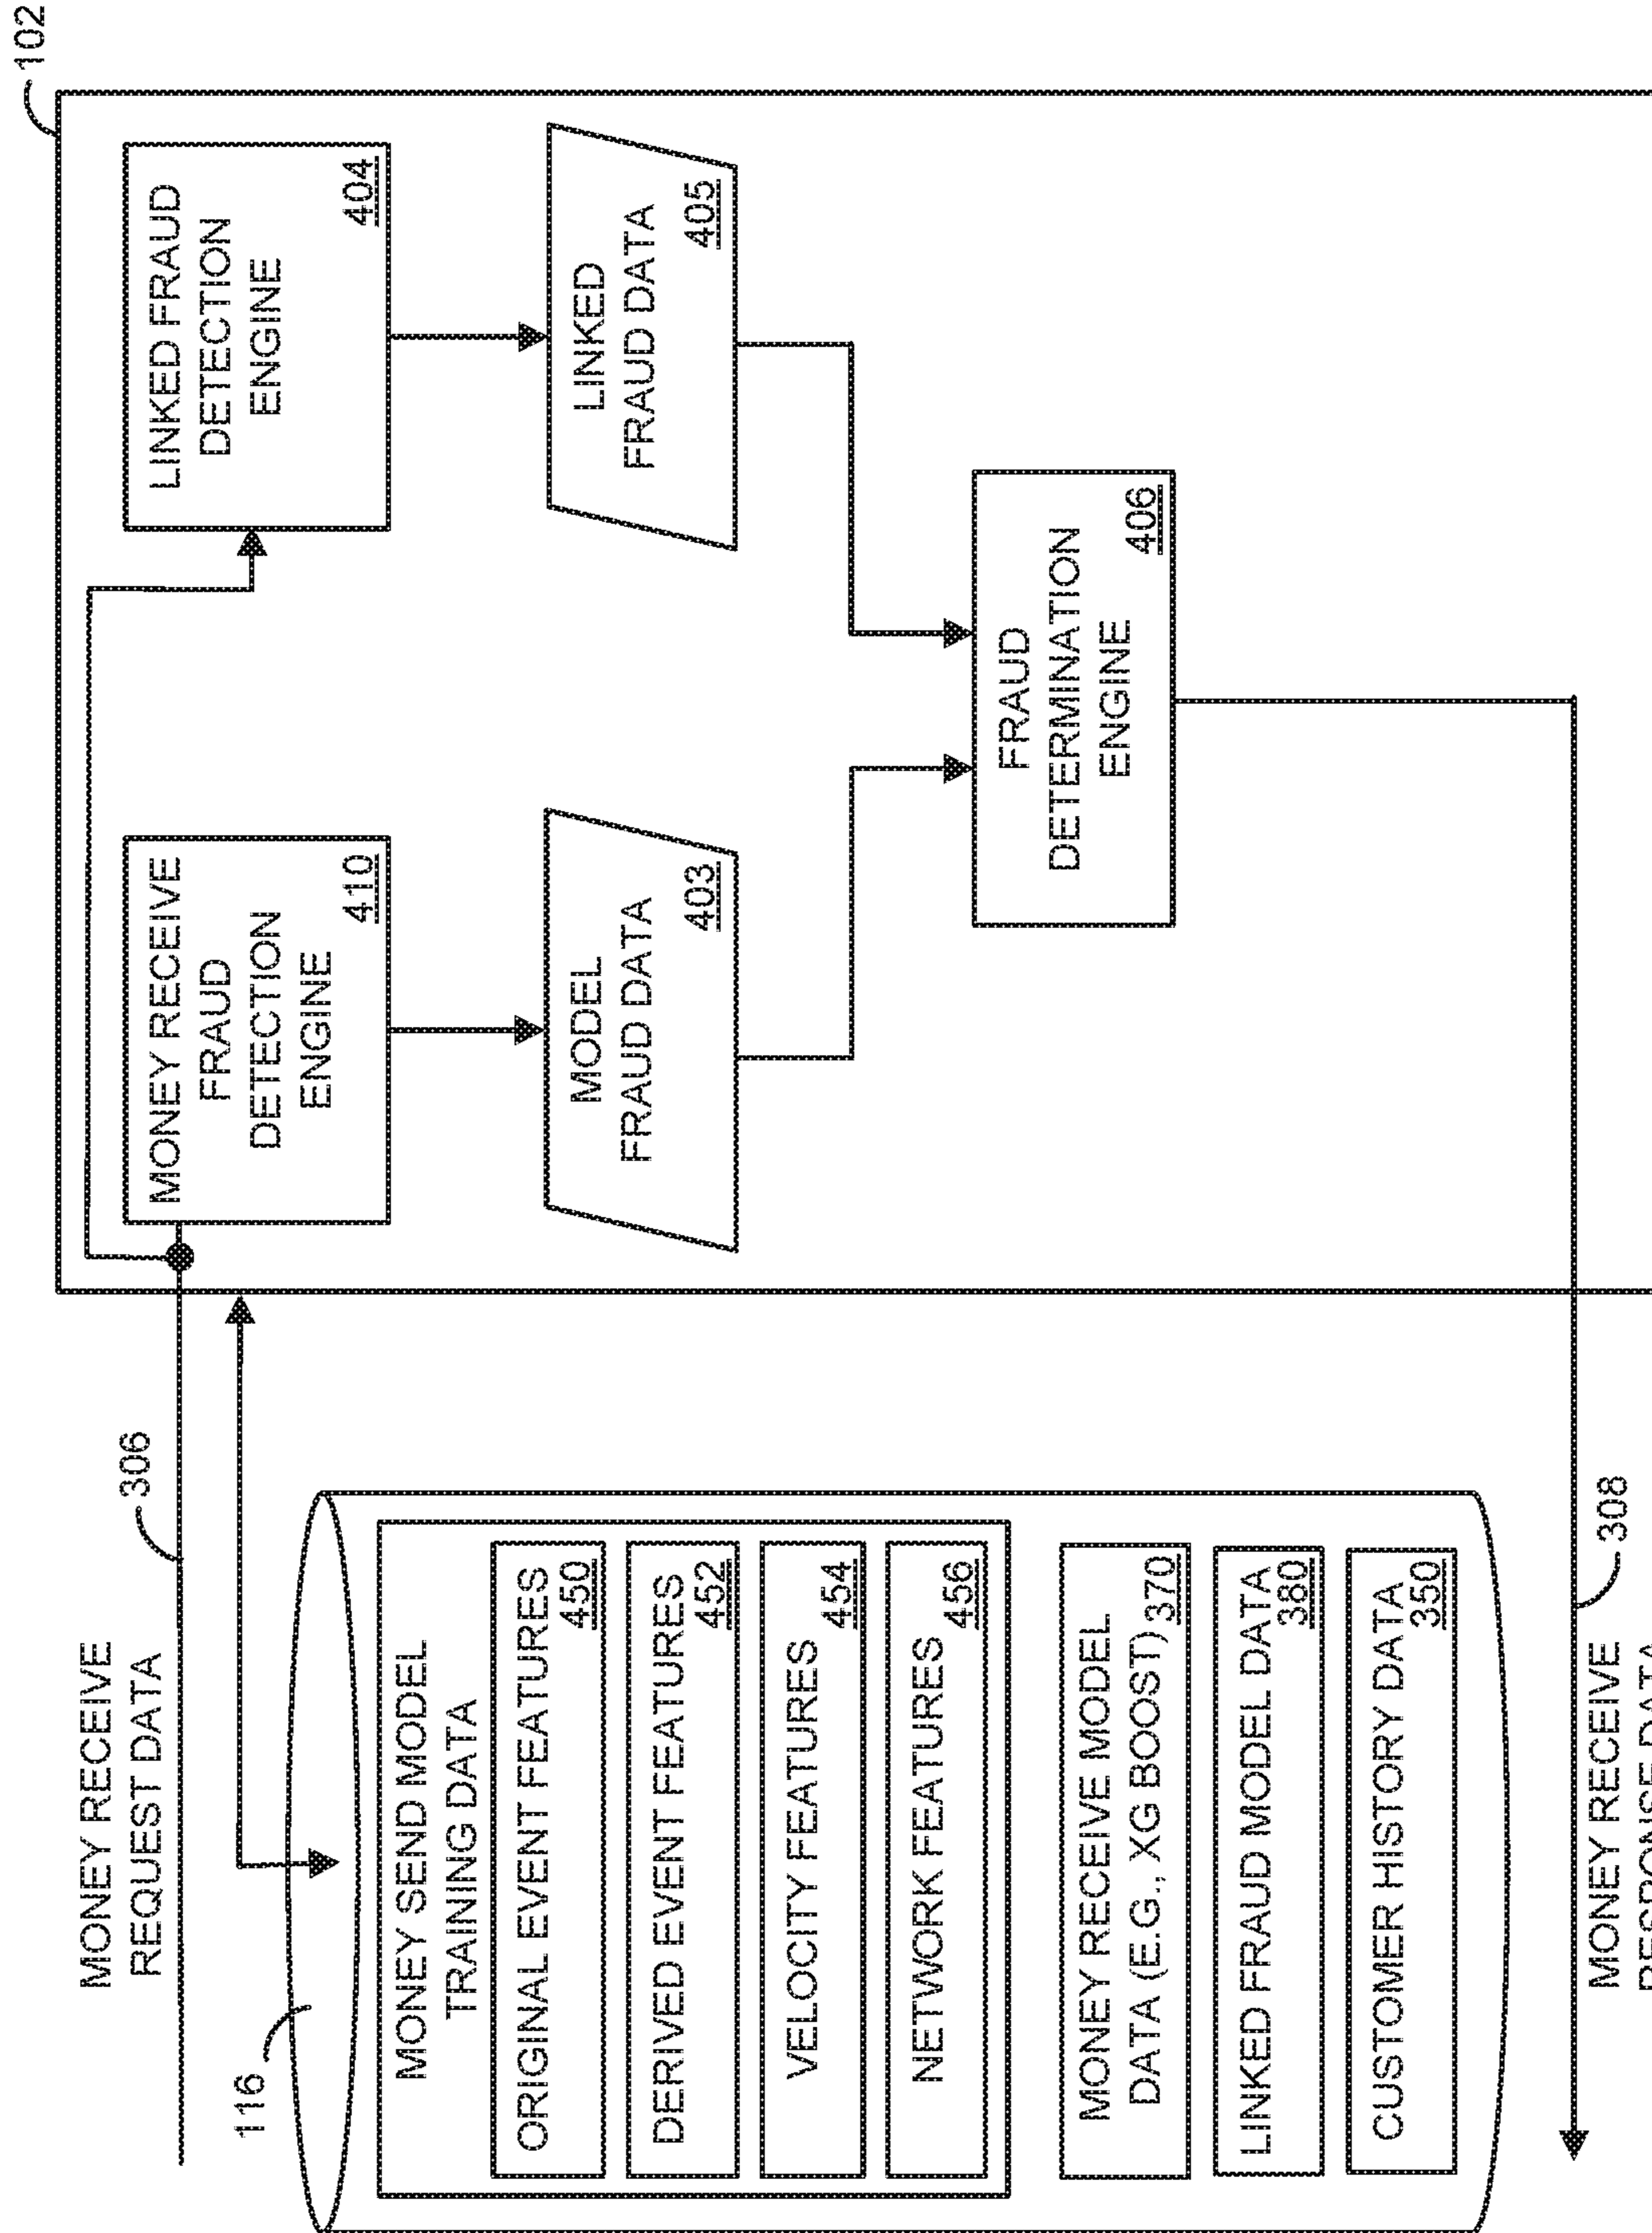 102
MONEY RECEIVE
REQUEST DATA
306
116
MONEY SEND MODEL
TRAINING DATA
ORIGINAL EVENT FEATURES
450
DERIVED EVENT FEATURES
452
VELOCITY FEATURES
454
NETWORK FEATURES
456
MONEY RECEIVE MODEL
DATA (E.G., XG BOOST)
370
LINKED FRAUD MODEL DATA
380
CUSTOMER HISTORY DATA
350
MONEY RECEIVE
RESPONSE DATA
308
MONEY RECEIVE
FRAUD
DETECTION
ENGINE
410
LINKED FRAUD
DETECTION
ENGINE
404
MODEL
FRAUD DATA
403
LINKED
FRAUD DATA
405
FRAUD
DETERMINATION
ENGINE
406